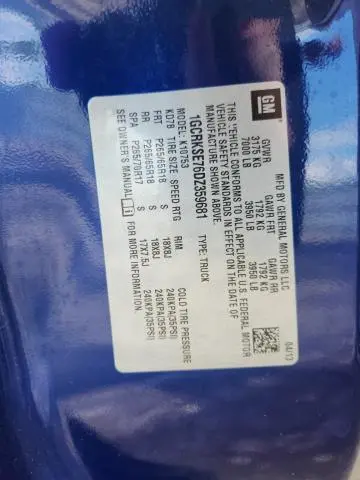 GM
MFD BY GENERAL MOTORS LLC
GVWR GAWR FRT GAWR RR
3175 KG 1792 KG 1792 KG
7000 LB 3950 LB 3950 LB
THIS VEHICLE CONFORMS TO ALL APPLICABLE U.S. FEDERAL MOTOR
VEHICLE SAFETY STANDARDS IN EFFECT ON THE DATE OF
MANUFACTURE SHOWN ABOVE.
04/13
1GCRKSE76DZ359681 TYPE: TRUCK
MODEL: K10753
KD7B TIRE SIZE SPEED RTG RIM COLD TIRE PRESSURE
FRT P265/65R18 S 18X8J 240KPA(35PSI)
RR P265/65R18 S 18X8J 240KPA(35PSI)
SPA P265/70R17 S 17X7.5J 240KPA(35PSI)
SEE OWNER'S MANUAL FOR MORE INFORMATION.